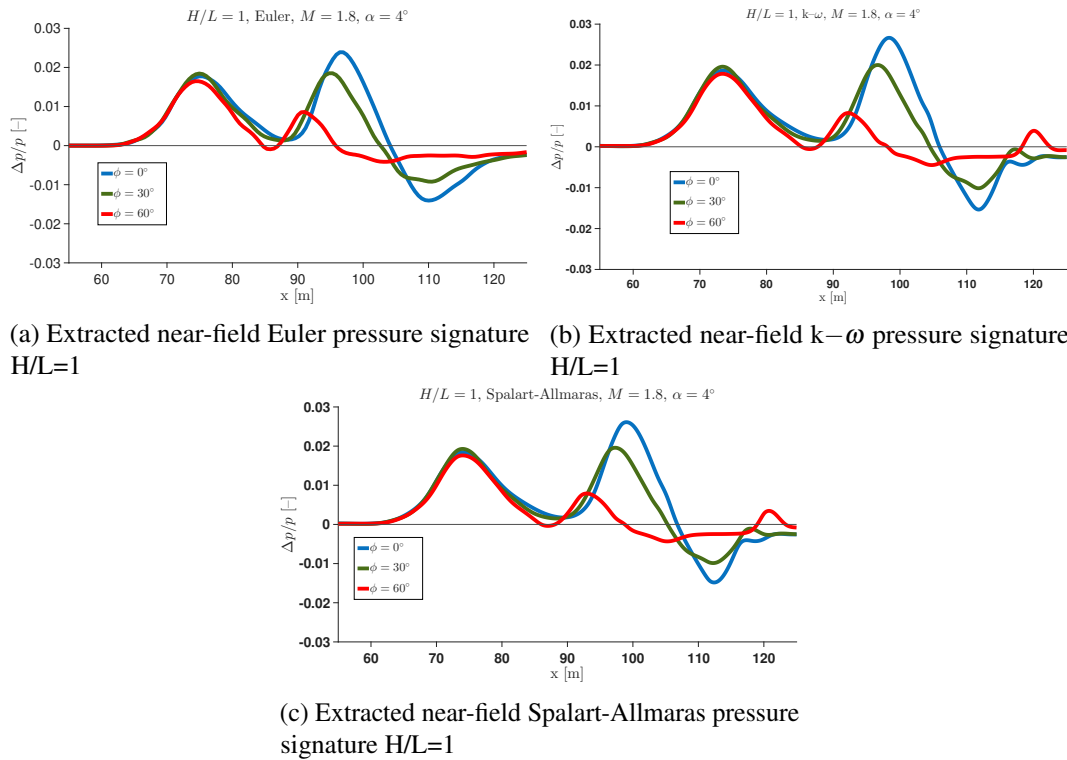 H/L = 1, Euler, M = 1.8, α = 4°
0.03
0.02
0.01
0
-0.01
-0.02
-0.03
Δp/p [–]
ϕ = 0°
ϕ = 30°
ϕ = 60°
60 70 80 90 100 110 120
x [m]
(a) Extracted near-field Euler pressure signature
H/L=1
H/L = 1, k–ω, M = 1.8, α = 4°
0.03
0.02
0.01
0
-0.01
-0.02
-0.03
Δp/p [–]
ϕ = 0°
ϕ = 30°
ϕ = 60°
60 70 80 90 100 110 120
x [m]
(b) Extracted near-field k−ω pressure signature
H/L=1
H/L = 1, Spalart-Allmaras, M = 1.8, α = 4°
0.03
0.02
0.01
0
-0.01
-0.02
-0.03
Δp/p [–]
ϕ = 0°
ϕ = 30°
ϕ = 60°
60 70 80 90 100 110 120
x [m]
(c) Extracted near-field Spalart-Allmaras pressure
signature H/L=1